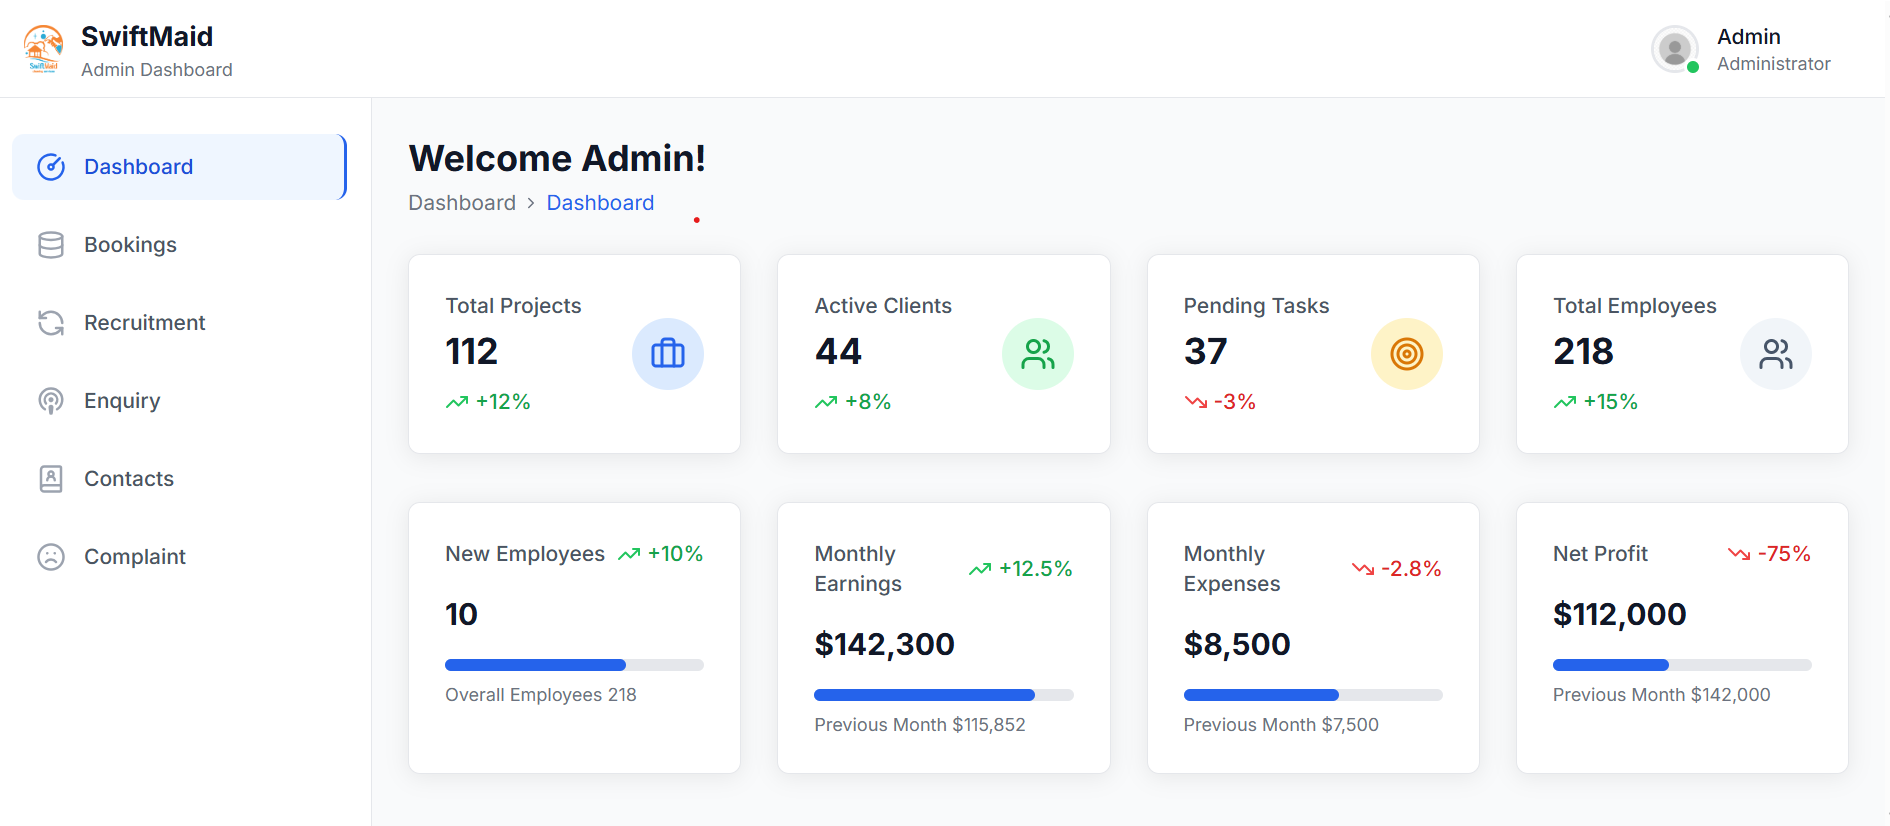 SwiftMaid
Admin Dashboard
SwiftMaid
Admin
Administrator
Dashboard
Bookings
Recruitment
Enquiry
Contacts
Complaint
Welcome Admin!
Dashboard > Dashboard
Total Projects
112
+12%
Active Clients
44
+8%
Pending Tasks
37
-3%
Total Employees
218
+15%
New Employees +10%
10
Overall Employees 218
Monthly
Earnings
+12.5%
$142,300
Previous Month $115,852
Monthly
Expenses
-2.8%
$8,500
Previous Month $7,500
Net Profit -75%
$112,000
Previous Month $142,000